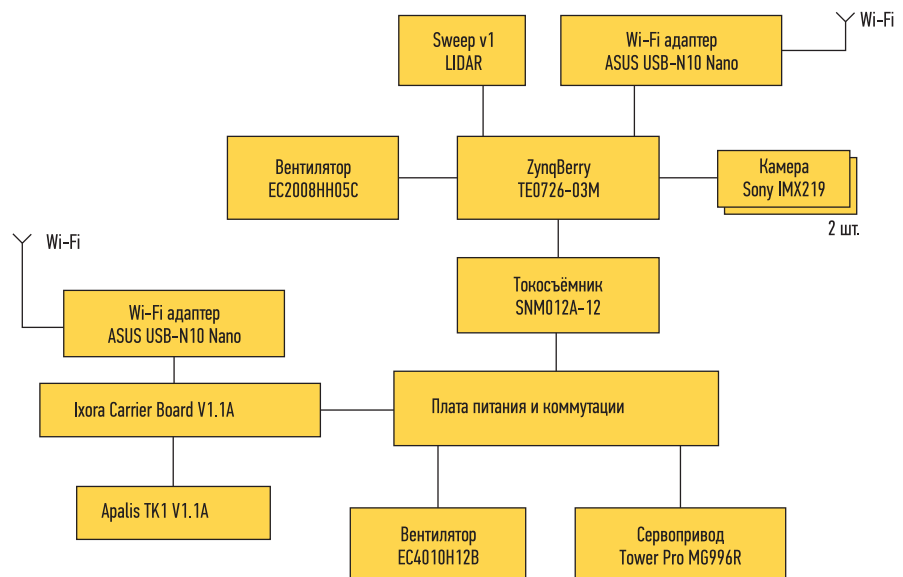 Sweep v1
LIDAR
Wi-Fi адаптер
ASUS USB-N10 Nano
Wi-Fi
Вентилятор
EC2008HH05C
ZynqBerry
TE0726-03M
Камера
Sony IMX219
2 шт.
Wi-Fi
Токосъёмник
SNM012A-12
Wi-Fi адаптер
ASUS USB-N10 Nano
Ixora Carrier Board V1.1A
Плата питания и коммутации
Apalis TK1 V1.1A
Вентилятор
EC4010H12B
Сервопривод
Tower Pro MG996R